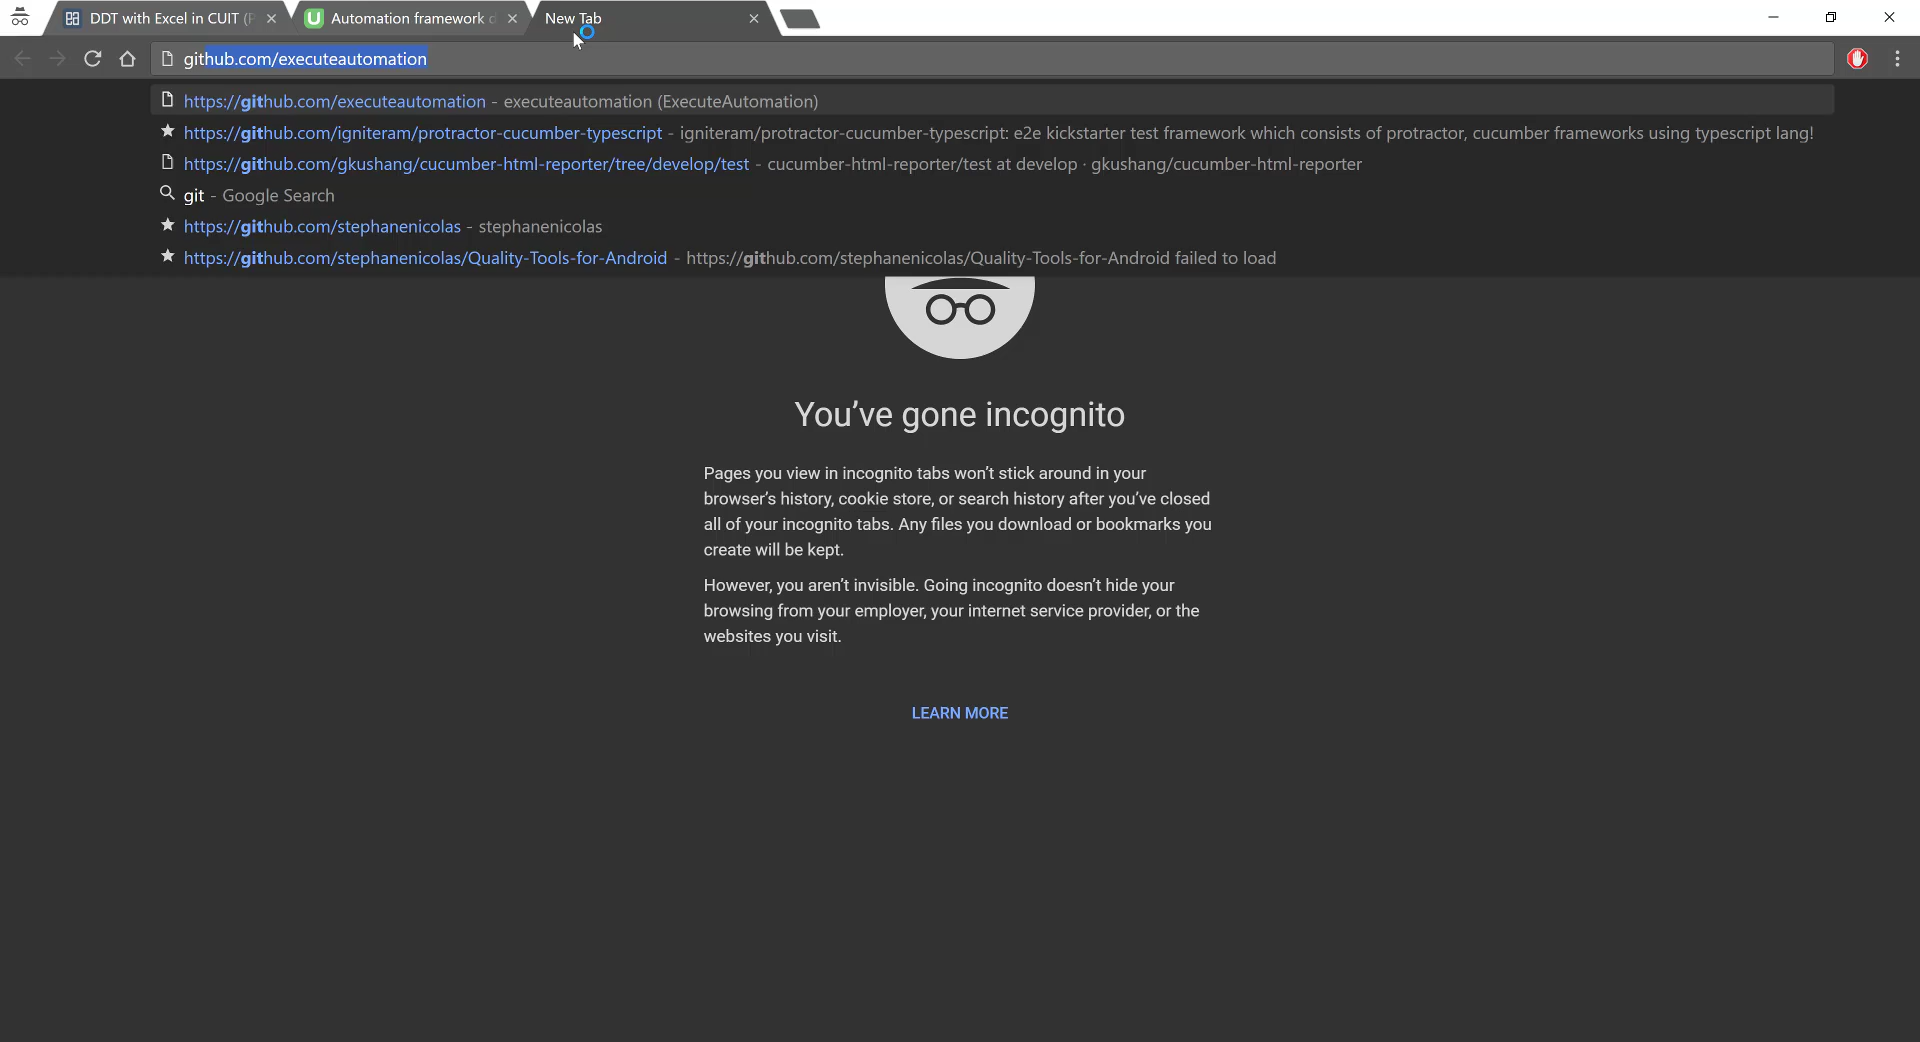 DDT with Excel in CUIT (P
Automation framework d
New Tab
github.com/executeautomation
https://github.com/executeautomation - executeautomation (ExecuteAutomation)
https://github.com/igniteram/protractor-cucumber-typescript - igniteram/protractor-cucumber-typescript: e2e kickstarter test framework which consists of protractor, cucumber frameworks using typescript lang!
https://github.com/gkushang/cucumber-html-reporter/tree/develop/test - cucumber-html-reporter/test at develop · gkushang/cucumber-html-reporter
git - Google Search
https://github.com/stephanenicolas - stephanenicolas
https://github.com/stephanenicolas/Quality-Tools-for-Android - https://github.com/stephanenicolas/Quality-Tools-for-Android failed to load
You've gone incognito
Pages you view in incognito tabs won't stick around in your
browser's history, cookie store, or search history after you've closed
all of your incognito tabs. Any files you download or bookmarks you
create will be kept.
However, you aren't invisible. Going incognito doesn't hide your
browsing from your employer, your internet service provider, or the
websites you visit.
LEARN MORE